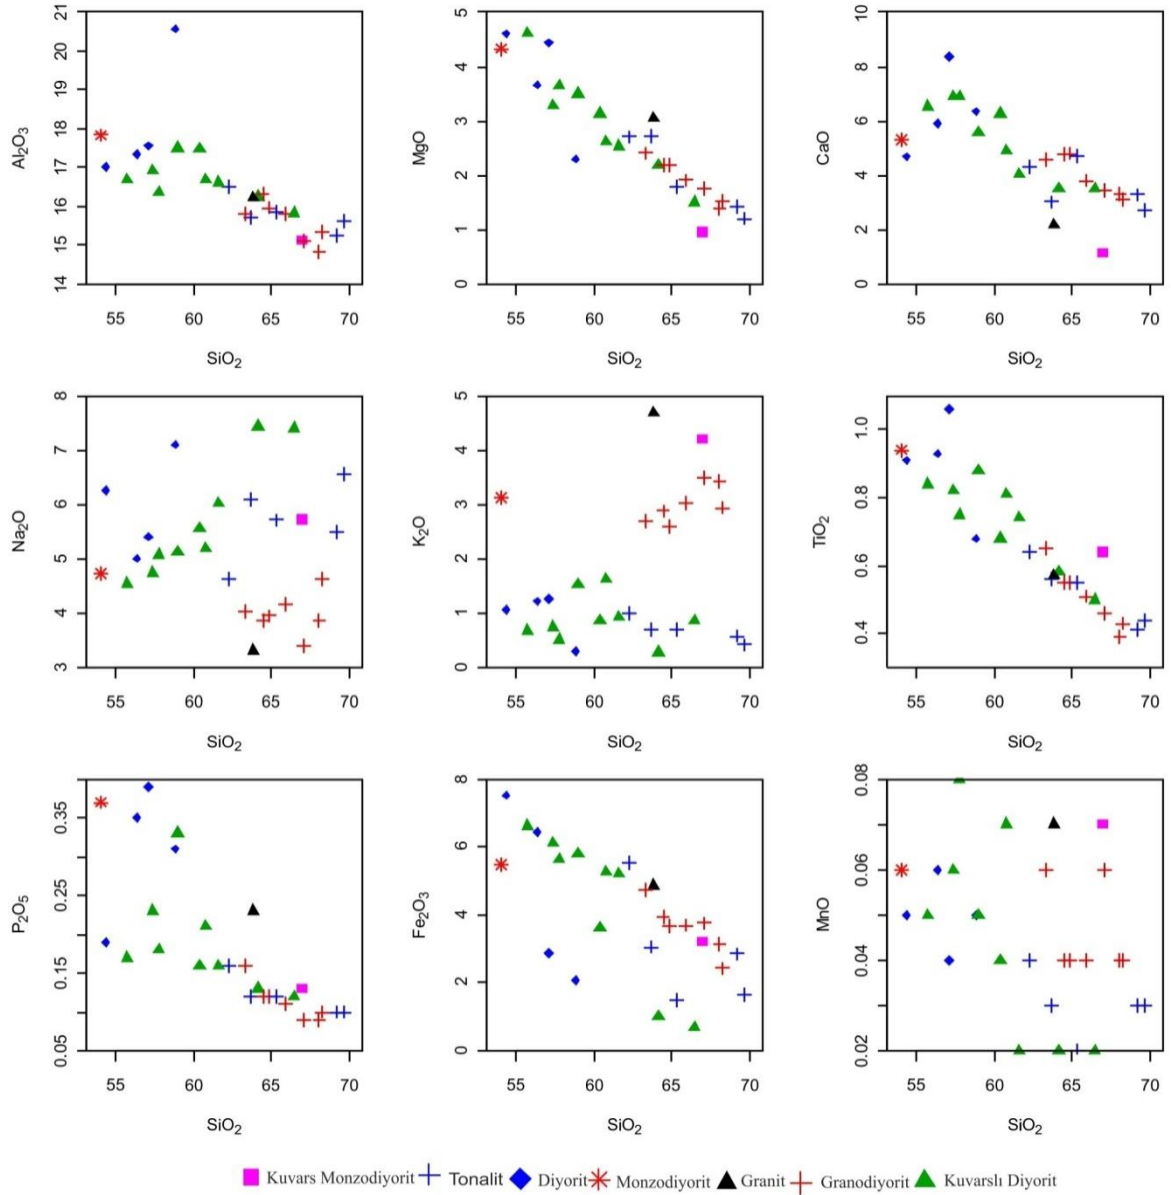 21
20
19
18
17
16
15
14
Al₂O₃
55 60 65 70
SiO₂
5
4
3
2
1
0
MgO
55 60 65 70
SiO₂
10
8
6
4
2
0
CaO
55 60 65 70
SiO₂
8
7
6
5
4
3
Na₂O
55 60 65 70
SiO₂
5
4
3
2
1
0
K₂O
55 60 65 70
SiO₂
1.0
0.8
0.6
0.4
TiO₂
55 60 65 70
SiO₂
0.35
0.25
0.15
0.05
P₂O₅
55 60 65 70
SiO₂
8
6
4
2
0
Fe₂O₃
55 60 65 70
SiO₂
0.08
0.06
0.04
0.02
MnO
55 60 65 70
SiO₂
Kuvars Monzodiyorit Tonalit Diyorit Monzodiyorit Granit Granodiyorit Kuvarslı Diyorit